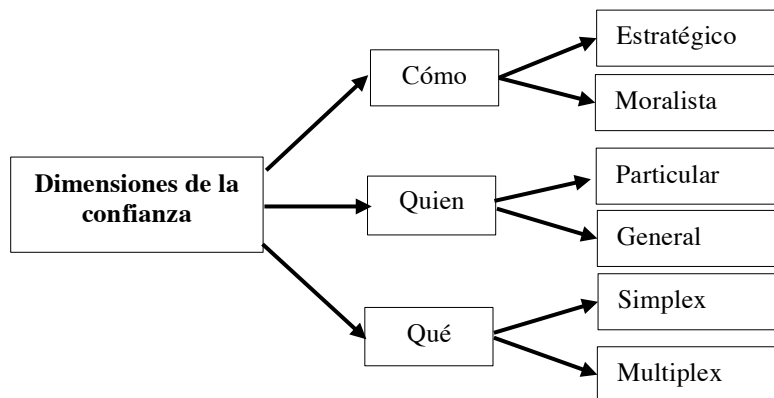 Dimensiones de la
confianza
Cómo
Estratégico
Moralista
Quien
Particular
General
Qué
Simplex
Multiplex